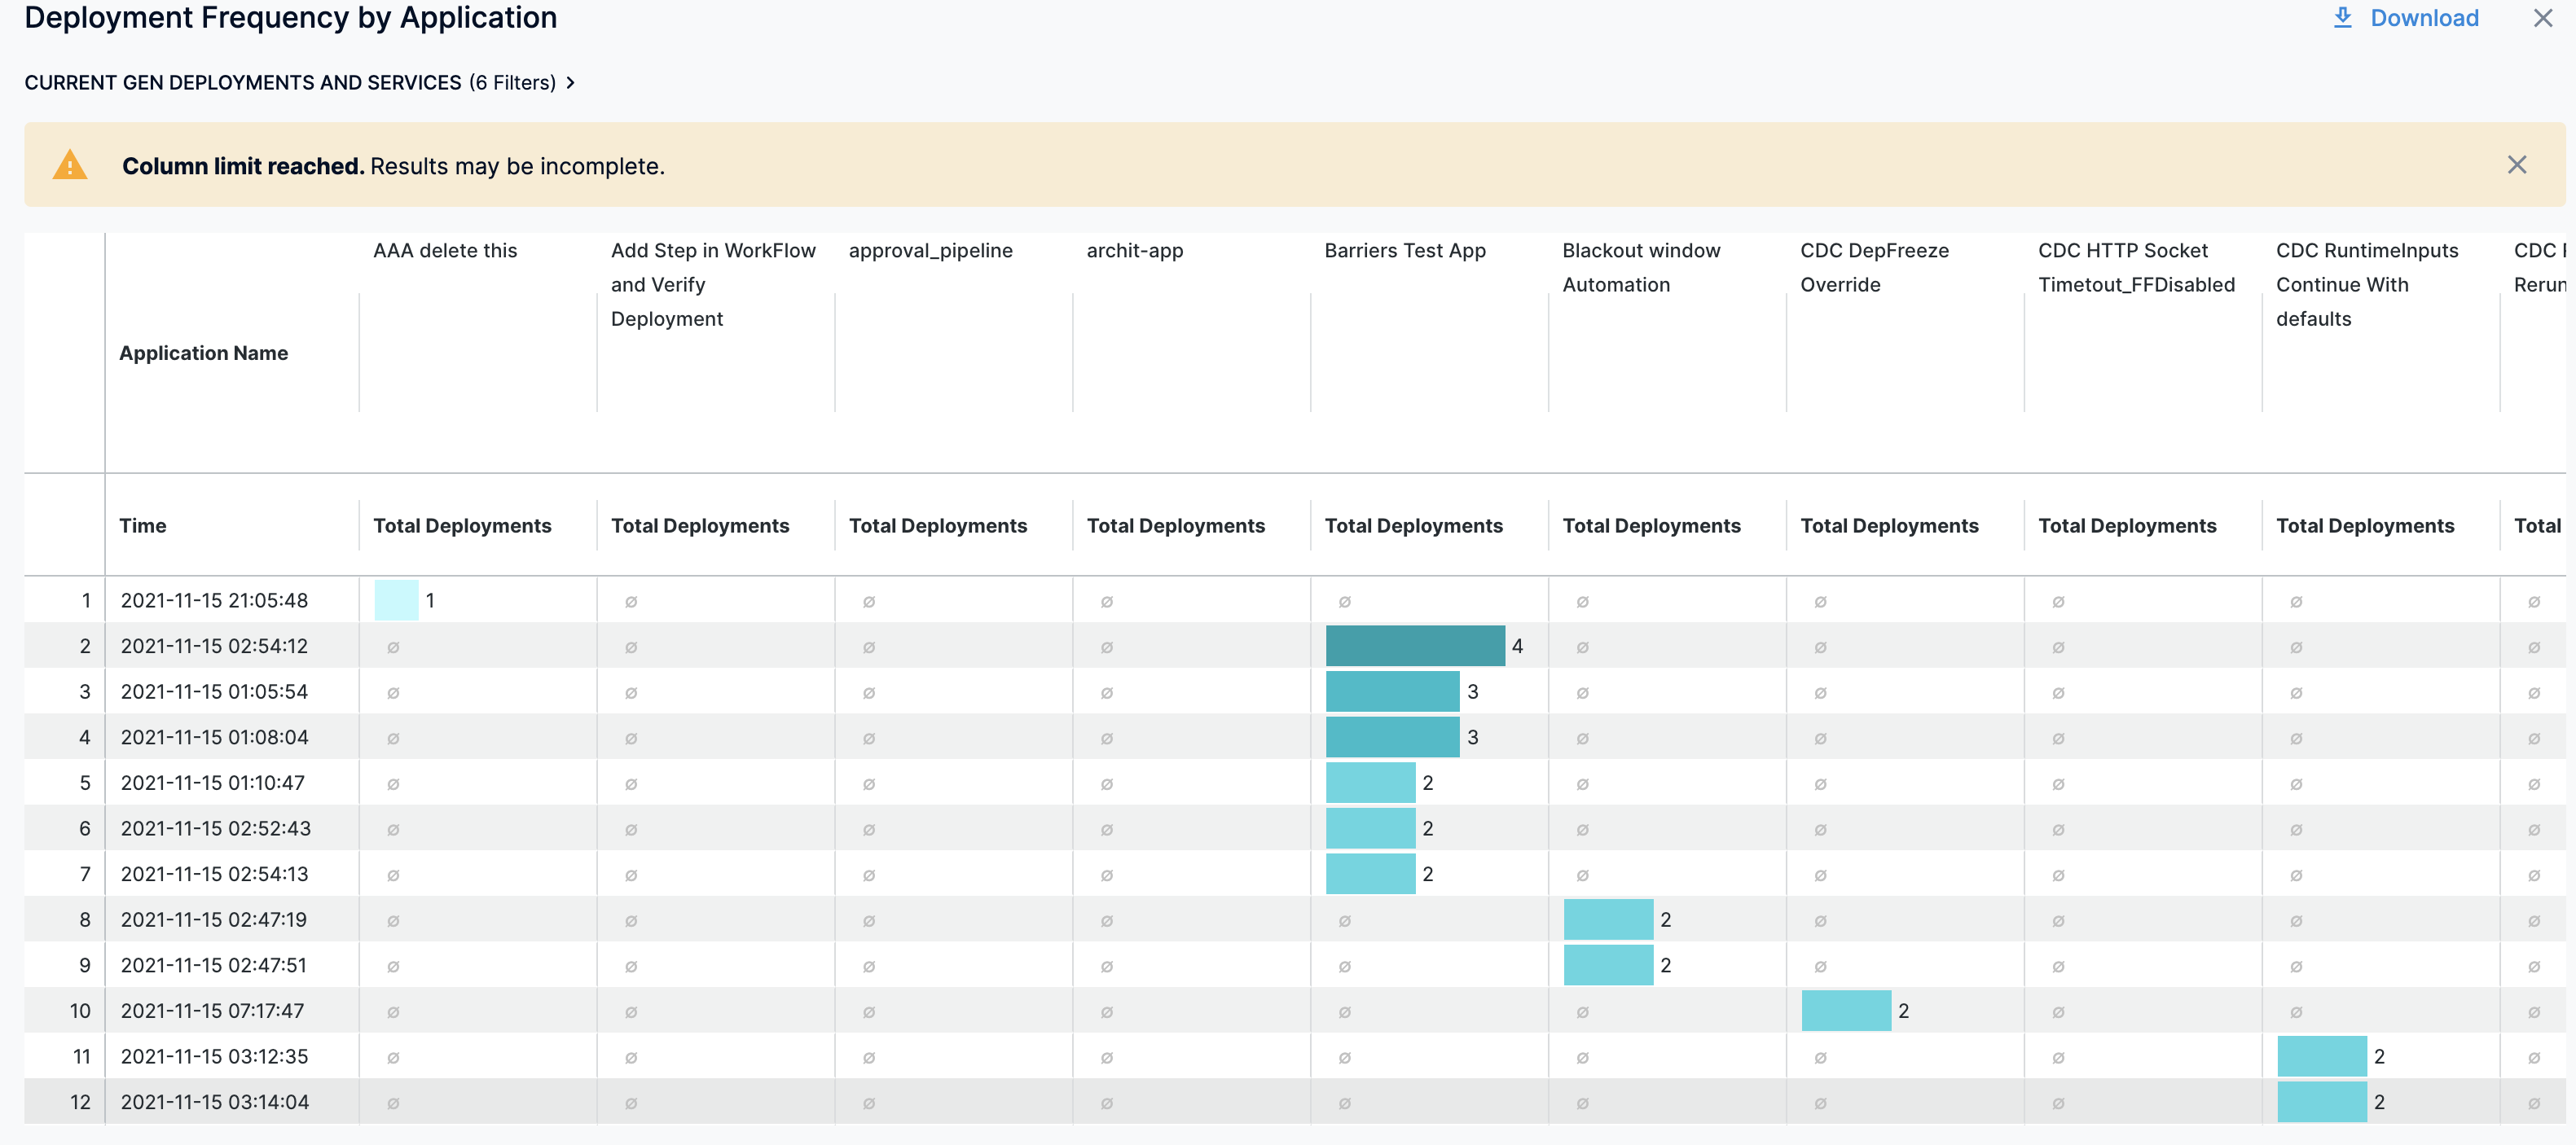 Deployment Frequency by Application
Download
CURRENT GEN DEPLOYMENTS AND SERVICES (6 Filters)
Column limit reached. Results may be incomplete.
Application Name
AAA delete this
Add Step in WorkFlow
and Verify
Deployment
approval_pipeline
archit-app
Barriers Test App
Blackout window
Automation
CDC DepFreeze
Override
CDC HTTP Socket
Timetout_FFDisabled
CDC RuntimeInputs
Continue With
defaults
CDC
Rerun
Time Total Deployments Total Deployments Total Deployments Total Deployments Total Deployments Total Deployments Total Deployments Total Deployments Total Deployments Total
1 2021-11-15 21:05:48 1 ∅ ∅ ∅ ∅ ∅ ∅ ∅ ∅ ∅
2 2021-11-15 02:54:12 ∅ ∅ ∅ ∅ 4 ∅ ∅ ∅ ∅ ∅
3 2021-11-15 01:05:54 ∅ ∅ ∅ ∅ 3 ∅ ∅ ∅ ∅ ∅
4 2021-11-15 01:08:04 ∅ ∅ ∅ ∅ 3 ∅ ∅ ∅ ∅ ∅
5 2021-11-15 01:10:47 ∅ ∅ ∅ ∅ 2 ∅ ∅ ∅ ∅ ∅
6 2021-11-15 02:52:43 ∅ ∅ ∅ ∅ 2 ∅ ∅ ∅ ∅ ∅
7 2021-11-15 02:54:13 ∅ ∅ ∅ ∅ 2 ∅ ∅ ∅ ∅ ∅
8 2021-11-15 02:47:19 ∅ ∅ ∅ ∅ ∅ 2 ∅ ∅ ∅ ∅
9 2021-11-15 02:47:51 ∅ ∅ ∅ ∅ ∅ 2 ∅ ∅ ∅ ∅
10 2021-11-15 07:17:47 ∅ ∅ ∅ ∅ ∅ ∅ 2 ∅ ∅ ∅
11 2021-11-15 03:12:35 ∅ ∅ ∅ ∅ ∅ ∅ ∅ ∅ 2 ∅
12 2021-11-15 03:14:04 ∅ ∅ ∅ ∅ ∅ ∅ ∅ ∅ 2 ∅